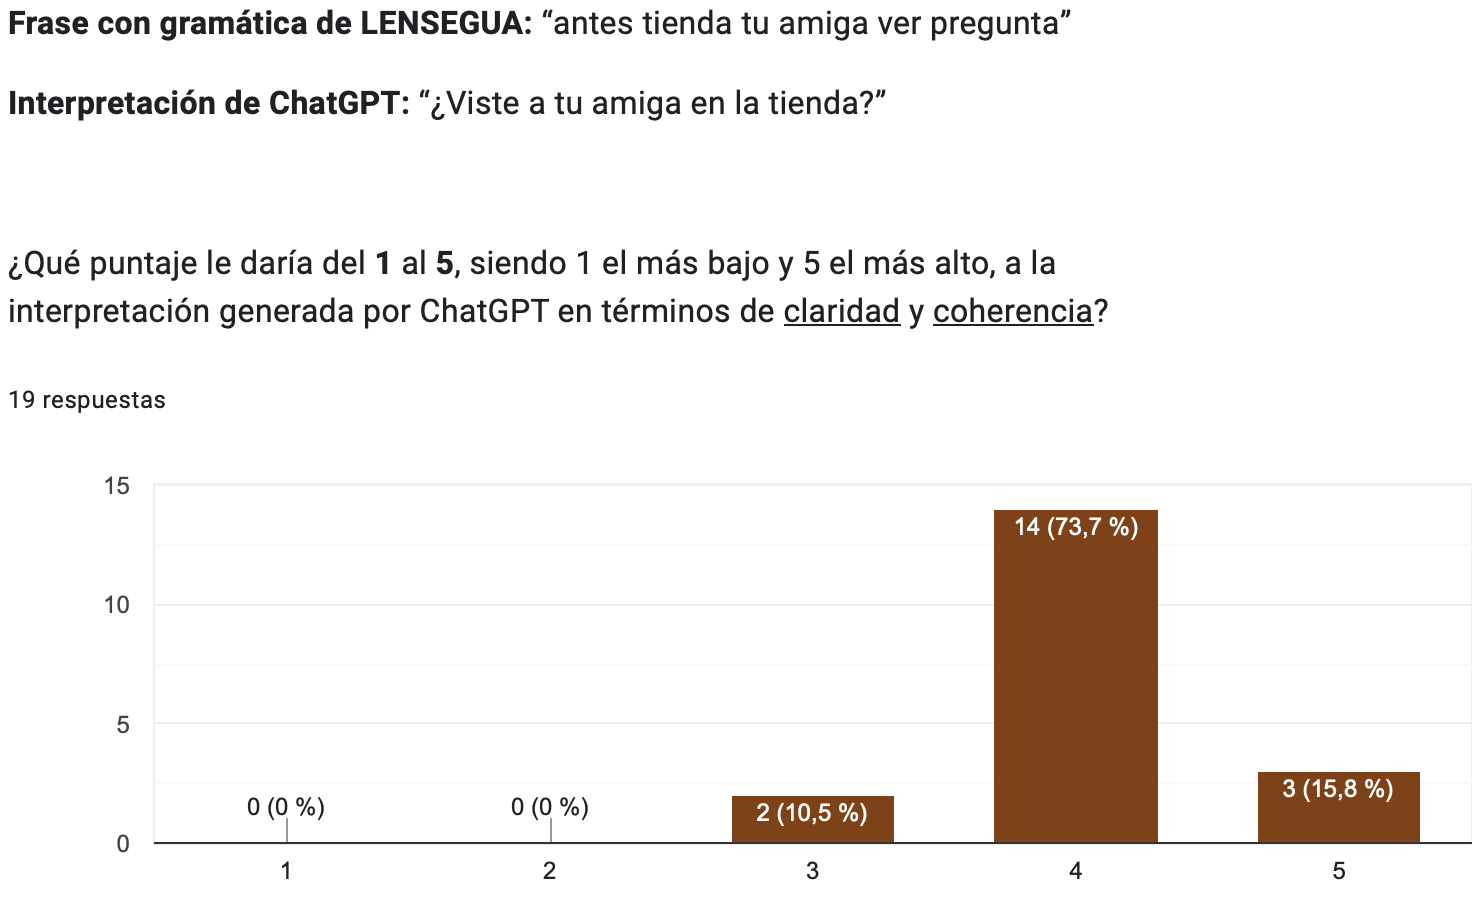 Frase con gramática de LENSEGUA: “antes tienda tu amiga ver pregunta”
Interpretación de ChatGPT: “¿Viste a tu amiga en la tienda?”
¿Qué puntaje le daría del 1 al 5, siendo 1 el más bajo y 5 el más alto, a la
interpretación generada por ChatGPT en términos de claridad y coherencia?
19 respuestas
15
10
5
0
0 (0 %)
0 (0 %)
2 (10,5 %)
14 (73,7 %)
3 (15,8 %)
1 2 3 4 5